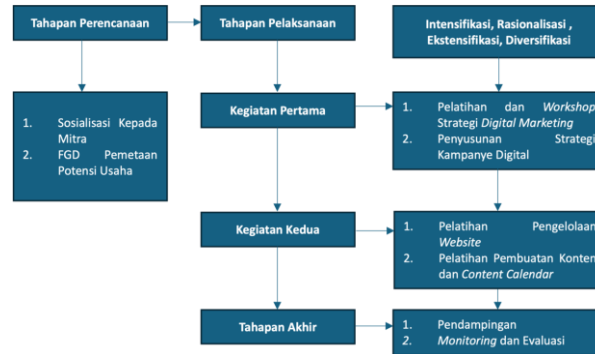 Tahapan Perencanaan
Tahapan Pelaksanaan
Intensifikasi, Rasionalisasi ,
Ekstensifikasi, Diversifikasi
1. Sosialisasi Kepada
Mitra
2. FGD Pemetaan
Potensi Usaha
Kegiatan Pertama
1. Pelatihan dan Workshop
Strategi Digital Marketing
2. Penyusunan Strategi
Kampanye Digital
Kegiatan Kedua
1. Pelatihan Pengelolaan
Website
2. Pelatihan Pembuatan Konten
dan Content Calendar
Tahapan Akhir
1. Pendampingan
2. Monitoring dan Evaluasi